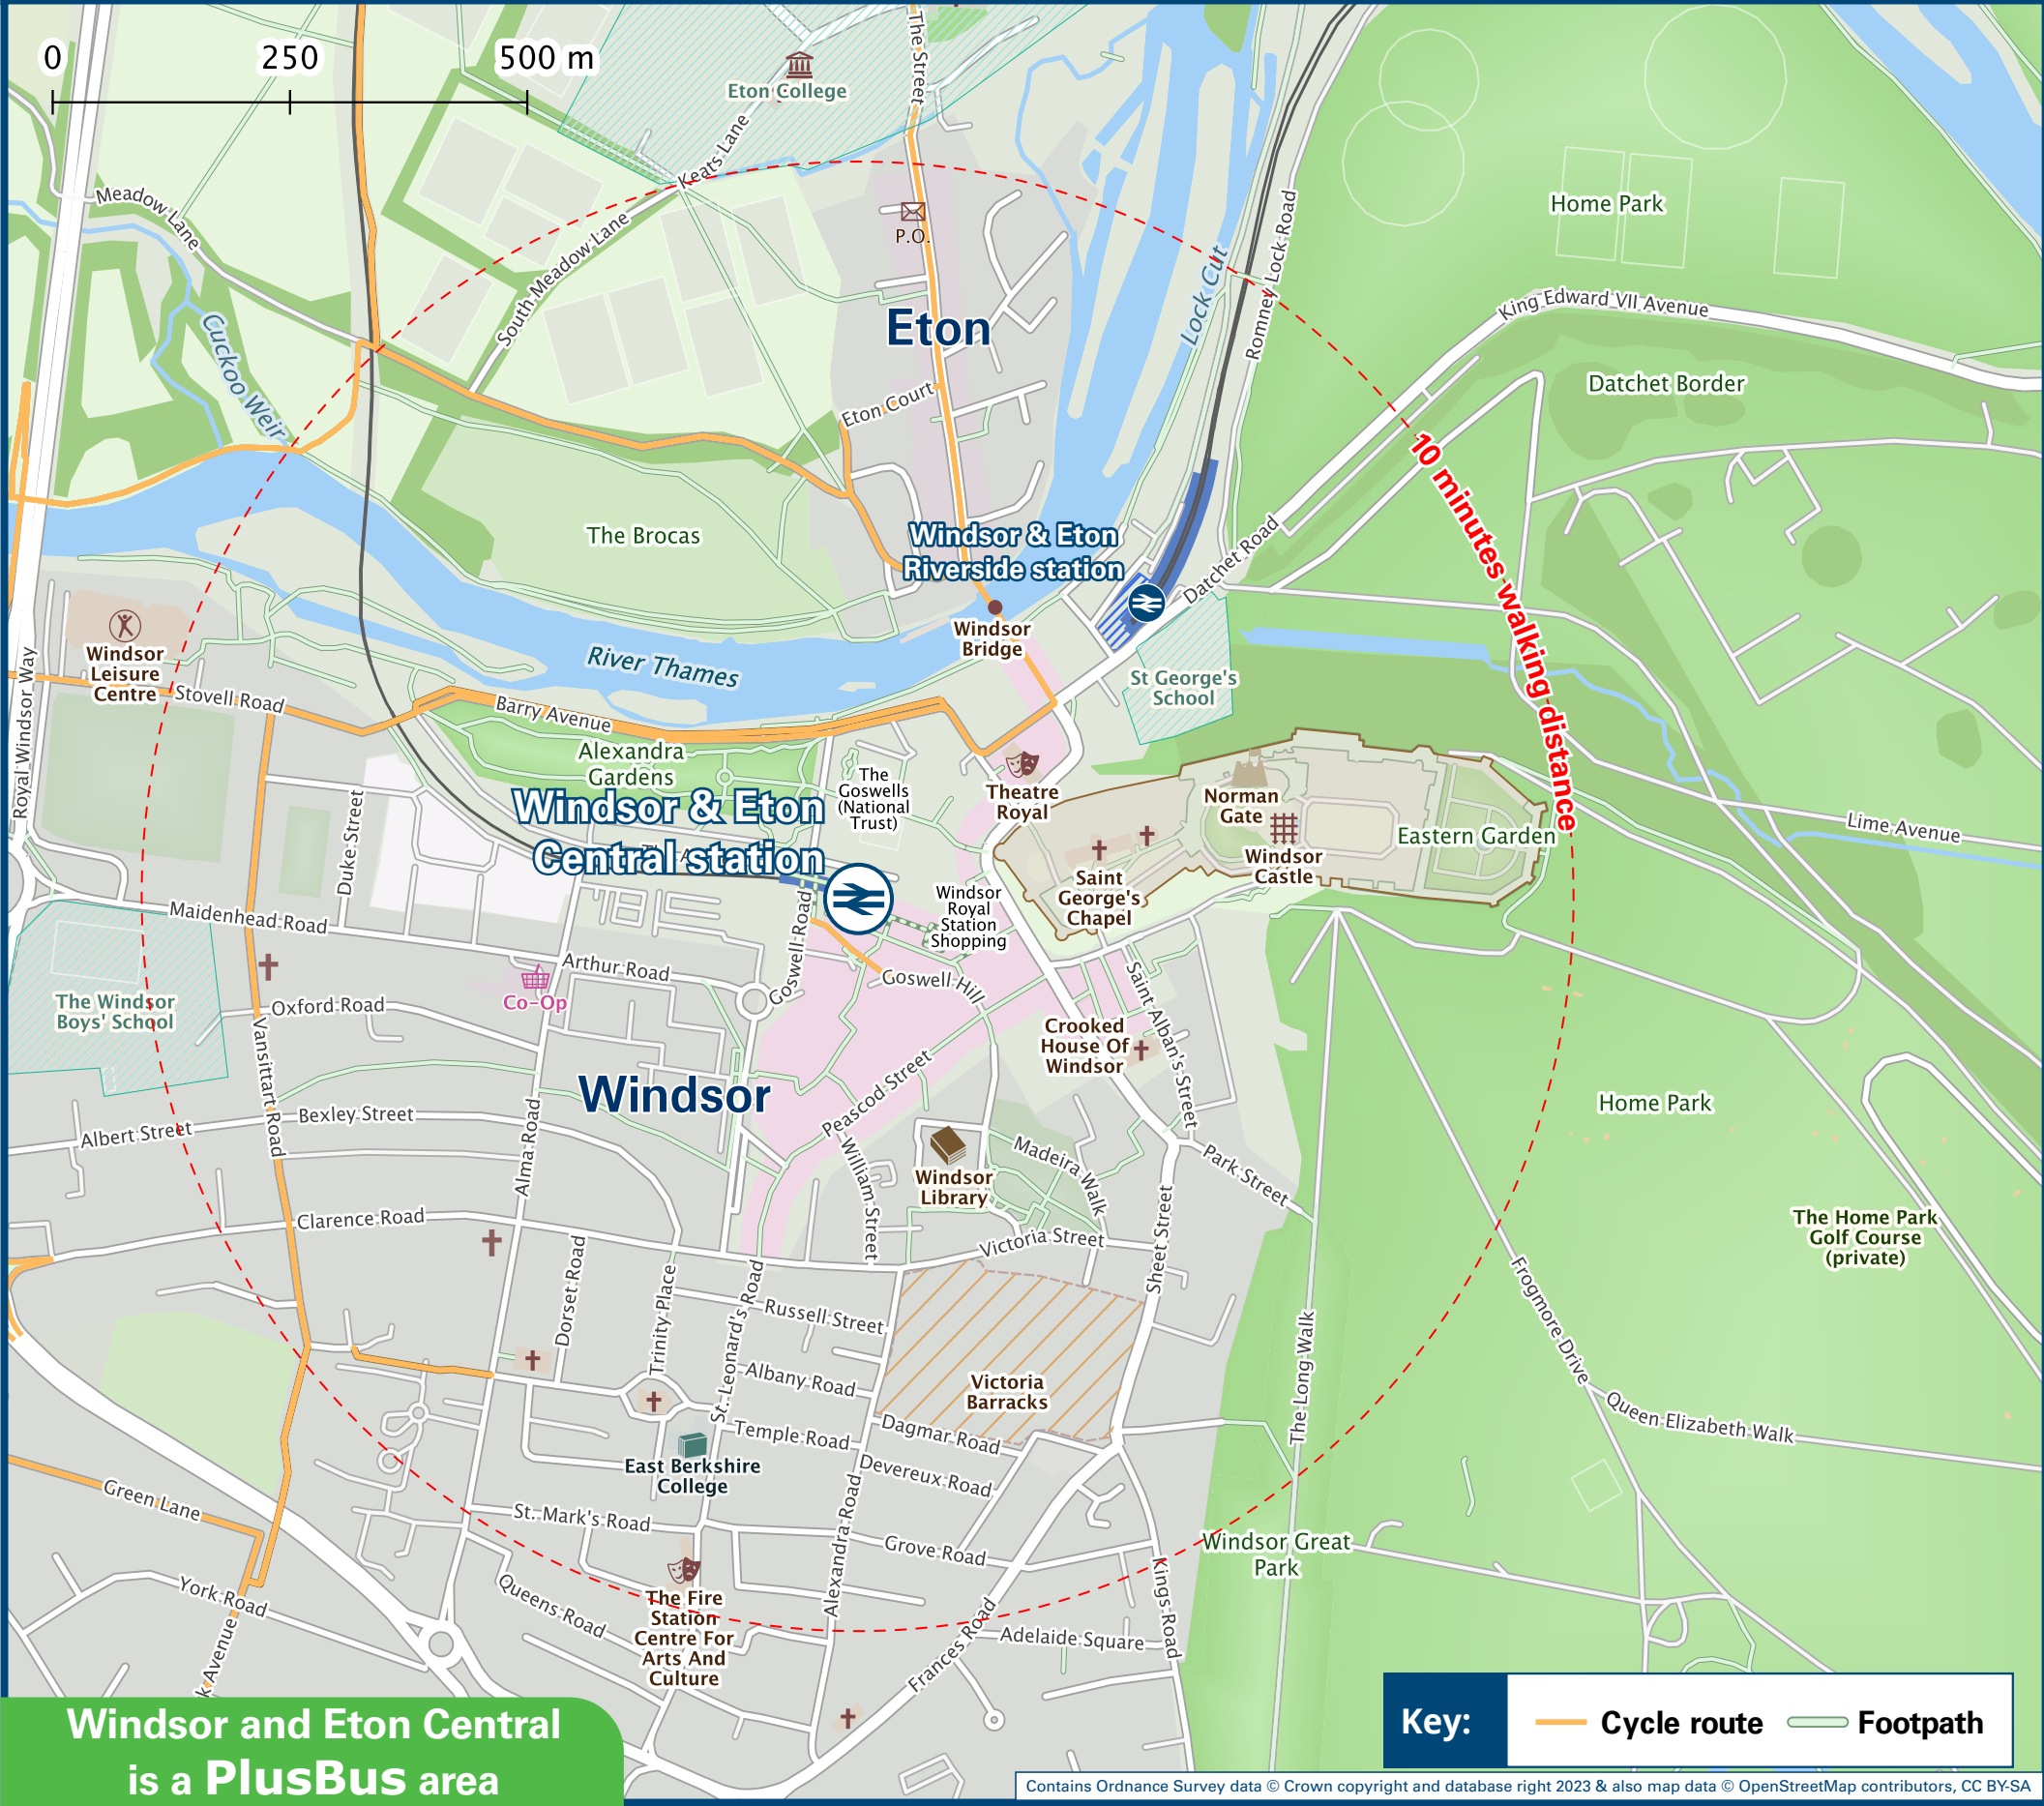 0 250 500 m
The Street
Eton College
Keats Lane
Meadow Lane
South Meadow Lane
P.O.
Home Park
Lock Cut
Romney Lock Road
King Edward VII Avenue
Cuckoo Weir
Eton
Datchet Border
Eton Court
10 minutes walking distance
The Brocas
Windsor & Eton
Riverside station
Datchet Road
Windsor
Leisure
Centre
Windsor
Bridge
River Thames
St George's
School
Royal Windsor Way
Stovell Road
Barry Avenue
Alexandra
Gardens
The
Goswells
(National
Trust)
Theatre
Royal
Norman
Gate
Windsor & Eton
Central station
Eastern Garden
Lime Avenue
Windsor
Castle
Duke Street
Saint
George's
Chapel
Windsor
Royal
Station
Shopping
Maidenhead Road
Arthur Road
Goswell Road
Goswell Hill
Co-Op
The Windsor
Boys' School
Oxford Road
Saint Alban's Street
Crooked
House Of
Windsor
Vansittart Road
Windsor
Peascod Street
Home Park
Albert Street
Bexley Street
Alma Road
William Street
Windsor
Library
Madeira Walk
Park Street
Clarence Road
Victoria Street
Sheet Street
The Home Park
Golf Course
(private)
Dorset Road
Trinity Place
St. Leonard's Road
Russell Street
Frogmore Drive
The Long Walk
Albany Road
Victoria
Barracks
Temple Road
Dagmar Road
Queen Elizabeth Walk
East Berkshire
College
Devereux Road
Green Lane
St. Mark's Road
Alexandra Road
Grove Road
Windsor Great
Park
York Road
Queens Road
The Fire
Station
Centre For
Arts And
Culture
Kings Road
Adelaide Square
Frances Road
k Avenue
Windsor and Eton Central
is a PlusBus area
Key: Cycle route Footpath
Contains Ordnance Survey data © Crown copyright and database right 2023 & also map data © OpenStreetMap contributors, CC BY-SA